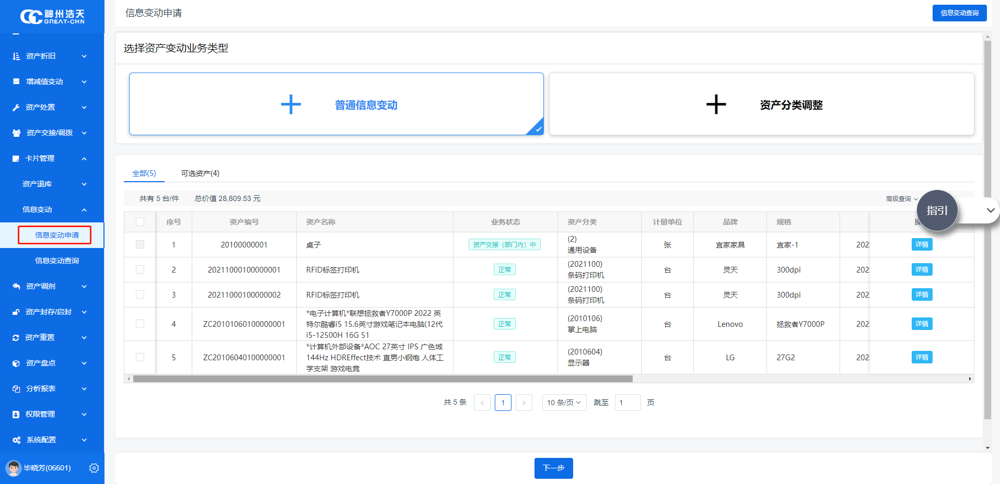 神州浩天
GREAT-CHN
资产折旧
增减值变动
资产处置
资产交接/调拨
卡片管理
资产退库
信息变动
信息变动申请
信息变动查询
资产调剂
资产封存/启封
资产重置
资产盘点
分析报表
权限管理
系统配置
毕晓芳(06601)
信息变动申请
信息变动查询
选择资产变动业务类型
普通信息变动
资产分类调整
全部(5) 可选资产(4)
共有 5 台/件 总价值 28,809.53 元
高级查询
指引
序号 资产编号 资产名称 业务状态 资产分类 计量单位 品牌 规格
1 20100000001 桌子 资产交接（部门内）中 (2) 通用设备 张 宜家家具 宜家-1 202 详情
2 20211000100000001 RFID标签打印机 正常 (2021100) 条码打印机 台 灵天 300dpi 202 详情
3 20211000100000002 RFID标签打印机 正常 (2021100) 条码打印机 台 灵天 300dpi 202 详情
*电子计算机*联想拯救者Y7000P 2022 英
4 ZC20101060100000001 特尔酷睿i5 15.6英寸游戏笔记本电脑(12代 正常 (2010106) 掌上电脑 台 Lenovo 拯救者Y7000P 202 详情
i5-12500H 16G 51
*计算机外部设备*AOC 27英寸 IPS 广色域
5 ZC20106040100000001 144Hz HDREffect技术 直男小钢炮 人体工 正常 (2010604) 显示器 台 LG 27G2 202 详情
学支架 游戏电竞
共 5 条 1 10 条/页 跳至 1 页
下一步